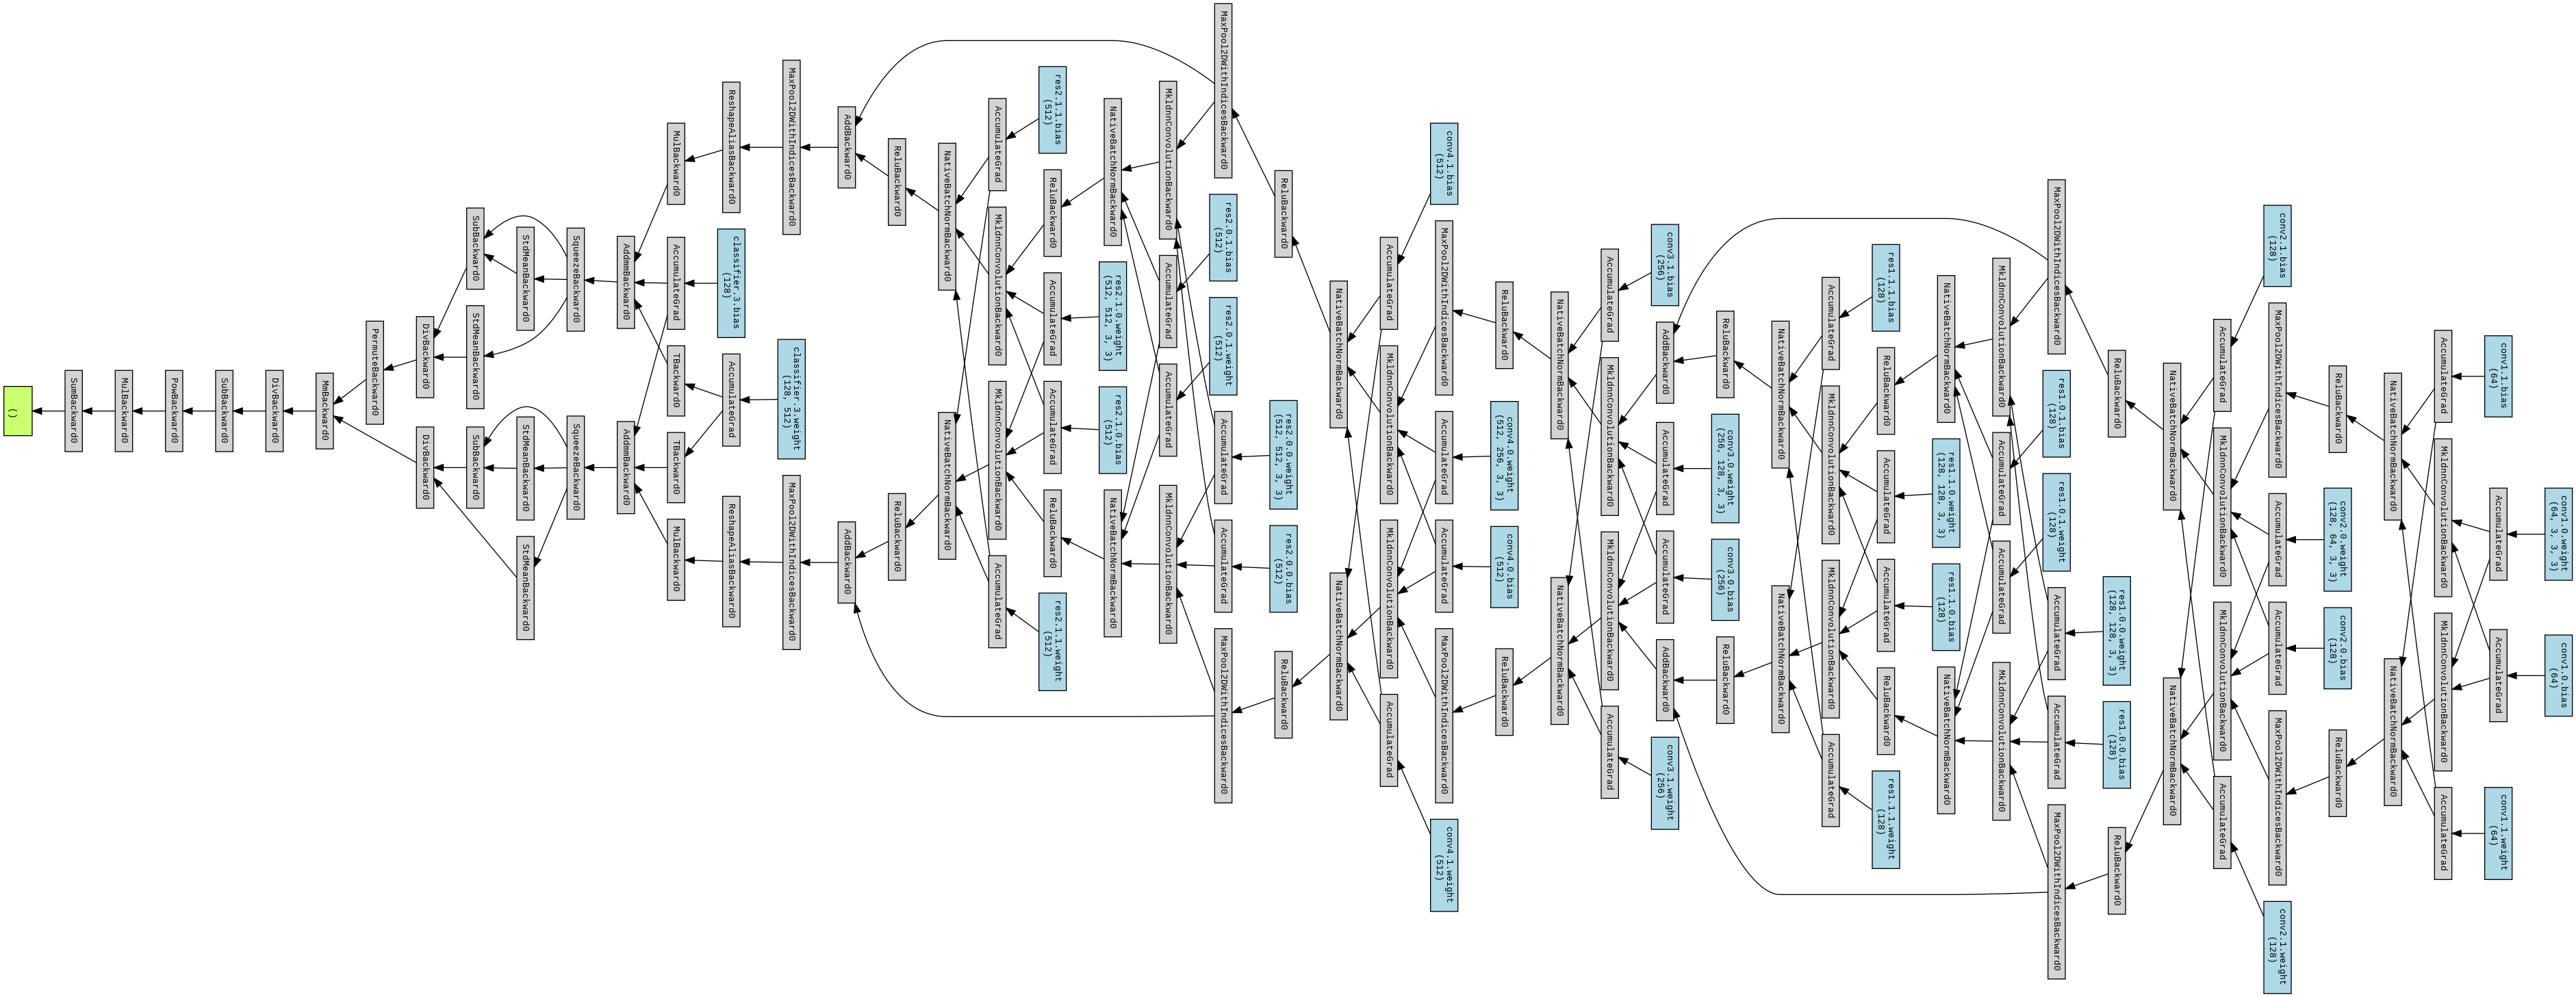 conv1.0.weight
(64, 3, 3, 3)
conv1.0.bias
(64)
conv1.1.bias
(64)
AccumulateGrad
AccumulateGrad
conv1.1.weight
(64)
AccumulateGrad
MkldnnConvolutionBackward0
MkldnnConvolutionBackward0
AccumulateGrad
NativeBatchNormBackward0
NativeBatchNormBackward0
ReluBackward0
conv2.0.weight
(128, 64, 3, 3)
conv2.0.bias
(128)
ReluBackward0
conv2.1.bias
(128)
MaxPool2DWithIndicesBackward0
AccumulateGrad
AccumulateGrad
MaxPool2DWithIndicesBackward0
conv2.1.weight
(128)
AccumulateGrad
MkldnnConvolutionBackward0
MkldnnConvolutionBackward0
AccumulateGrad
NativeBatchNormBackward0
NativeBatchNormBackward0
ReluBackward0
res1.0.0.weight
(128, 128, 3, 3)
res1.0.0.bias
(128)
ReluBackward0
MaxPool2DWithIndicesBackward0
res1.0.1.bias
(128)
res1.0.1.weight
(128)
AccumulateGrad
AccumulateGrad
MaxPool2DWithIndicesBackward0
MkldnnConvolutionBackward0
AccumulateGrad
AccumulateGrad
MkldnnConvolutionBackward0
NativeBatchNormBackward0
res1.1.0.weight
(128, 128, 3, 3)
res1.1.0.bias
(128)
NativeBatchNormBackward0
res1.1.1.bias
(128)
ReluBackward0
AccumulateGrad
AccumulateGrad
ReluBackward0
res1.1.1.weight
(128)
AccumulateGrad
MkldnnConvolutionBackward0
MkldnnConvolutionBackward0
AccumulateGrad
NativeBatchNormBackward0
NativeBatchNormBackward0
ReluBackward0
conv3.0.weight
(256, 128, 3, 3)
conv3.0.bias
(256)
ReluBackward0
conv3.1.bias
(256)
AddBackward0
AccumulateGrad
AccumulateGrad
AddBackward0
conv3.1.weight
(256)
AccumulateGrad
MkldnnConvolutionBackward0
MkldnnConvolutionBackward0
AccumulateGrad
NativeBatchNormBackward0
NativeBatchNormBackward0
ReluBackward0
conv4.0.weight
(512, 256, 3, 3)
conv4.0.bias
(512)
ReluBackward0
conv4.1.bias
(512)
MaxPool2DWithIndicesBackward0
AccumulateGrad
AccumulateGrad
MaxPool2DWithIndicesBackward0
conv4.1.weight
(512)
AccumulateGrad
MkldnnConvolutionBackward0
MkldnnConvolutionBackward0
AccumulateGrad
NativeBatchNormBackward0
NativeBatchNormBackward0
ReluBackward0
res2.0.0.weight
(512, 512, 3, 3)
res2.0.0.bias
(512)
ReluBackward0
MaxPool2DWithIndicesBackward0
res2.0.1.bias
(512)
res2.0.1.weight
(512)
AccumulateGrad
AccumulateGrad
MaxPool2DWithIndicesBackward0
MkldnnConvolutionBackward0
AccumulateGrad
AccumulateGrad
MkldnnConvolutionBackward0
NativeBatchNormBackward0
res2.1.0.weight
(512, 512, 3, 3)
res2.1.0.bias
(512)
NativeBatchNormBackward0
res2.1.1.bias
(512)
ReluBackward0
AccumulateGrad
AccumulateGrad
ReluBackward0
res2.1.1.weight
(512)
AccumulateGrad
MkldnnConvolutionBackward0
MkldnnConvolutionBackward0
AccumulateGrad
NativeBatchNormBackward0
NativeBatchNormBackward0
ReluBackward0
ReluBackward0
AddBackward0
AddBackward0
MaxPool2DWithIndicesBackward0
classifier.3.weight
(128, 512)
MaxPool2DWithIndicesBackward0
ReshapeAliasBackward0
classifier.3.bias
(128)
AccumulateGrad
ReshapeAliasBackward0
MulBackward0
AccumulateGrad
TBackward0
TBackward0
MulBackward0
AddmmBackward0
AddmmBackward0
SqueezeBackward0
SqueezeBackward0
StdMeanBackward0
StdMeanBackward0
StdMeanBackward0
SubBackward0
StdMeanBackward0
SubBackward0
DivBackward0
DivBackward0
PermuteBackward0
MmBackward0
DivBackward0
SubBackward0
PowBackward0
MulBackward0
SumBackward0
()